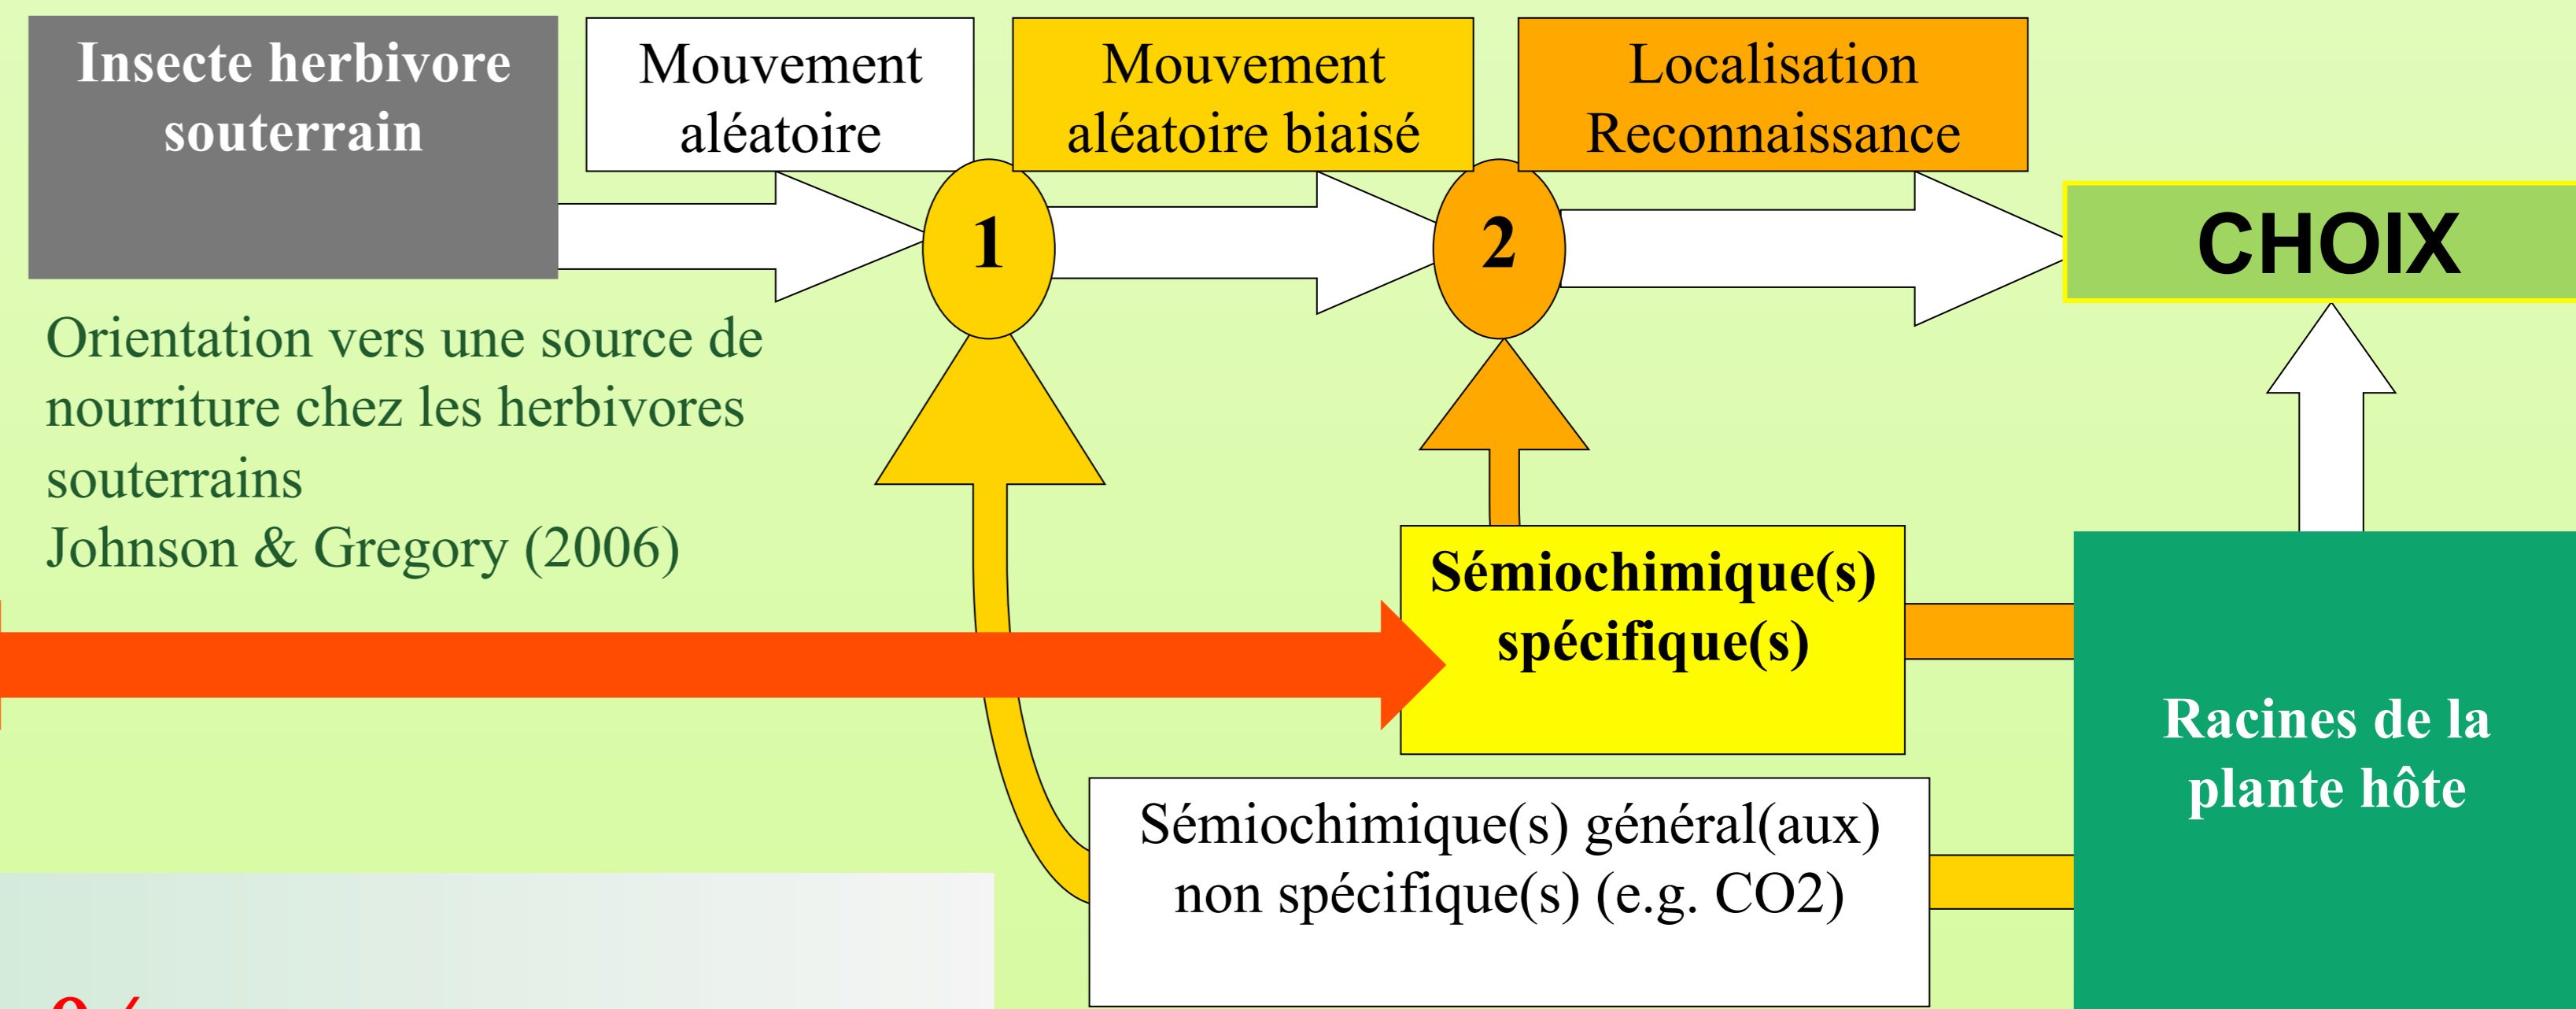 Insecte herbivore
souterrain
Mouvement
aléatoire
Mouvement
aléatoire biaisé
Localisation
Reconnaissance
1
2
CHOIX
Orientation vers une source de
nourriture chez les herbivores
souterrains
Johnson & Gregory (2006)
Sémiochimique(s)
spécifique(s)
Racines de la
plante hôte
Sémiochimique(s) général(aux)
non spécifique(s) (e.g. CO2)